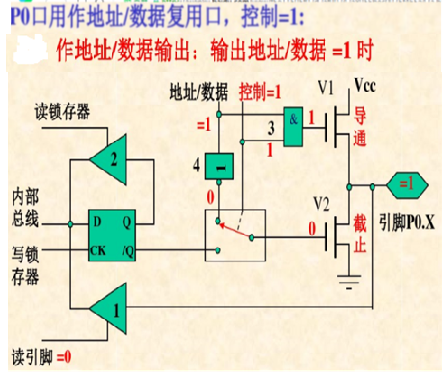 P0口用作地址/数据复用口，控制=1:
作地址/数据输出：输出地址/数据 =1 时
地址/数据 控制=1
V1
Vcc
读锁存器
=1
3
&
1
导
通
1
2
4
1
0
=1
内部
总线
D
Q
V2
0
截
止
引脚P0.X
CK
/Q
写锁
存器
1
读引脚 =0